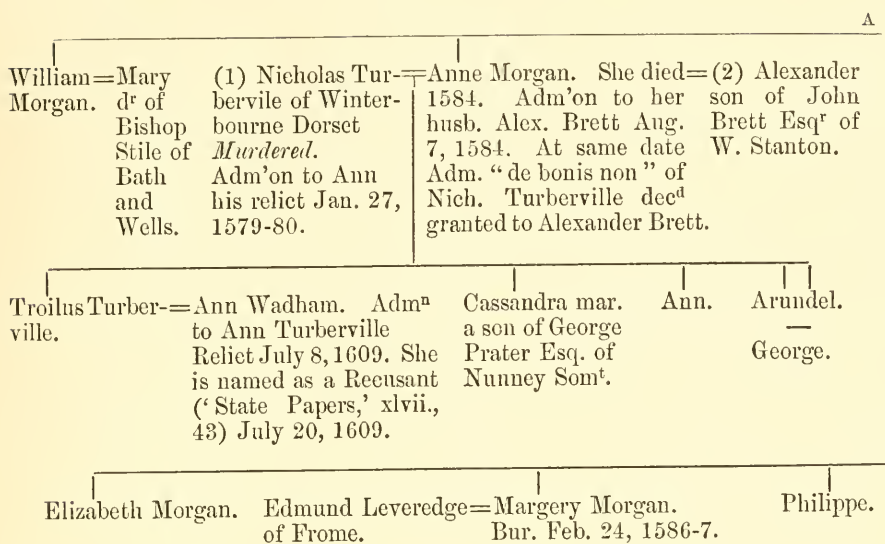 A
William=Mary
Morgan. dʳ of
Bishop
Stile of
Bath
and
Wells.
(1) Nicholas Tur-
bervile of Winter-
bourne Dorset
Murdered.
Adm'on to Ann
his relict Jan. 27,
1579-80.
=Anne Morgan. She died=
1584. Adm'on to her
husb. Alex. Brett Aug.
7, 1584. At same date
Adm. “ de bonis non ” of
Nich. Turberville decᵈ
granted to Alexander Brett.
(2) Alexander
son of John
Brett Esqʳ of
W. Stanton.
Troilus Turber-=
ville.
Ann Wadham. Admⁿ
to Ann Turberville
Relict July 8, 1609. She
is named as a Recusant
(‘ State Papers,’ xlvii.,
43) July 20, 1609.
Cassandra mar.
a son of George
Prater Esq. of
Nunney Somᵗ.
Ann.
Arundel.
—
George.
Elizabeth Morgan.
Edmund Leveredge=Margery Morgan.
of Frome. Bur. Feb. 24, 1586-7.
Philippe.